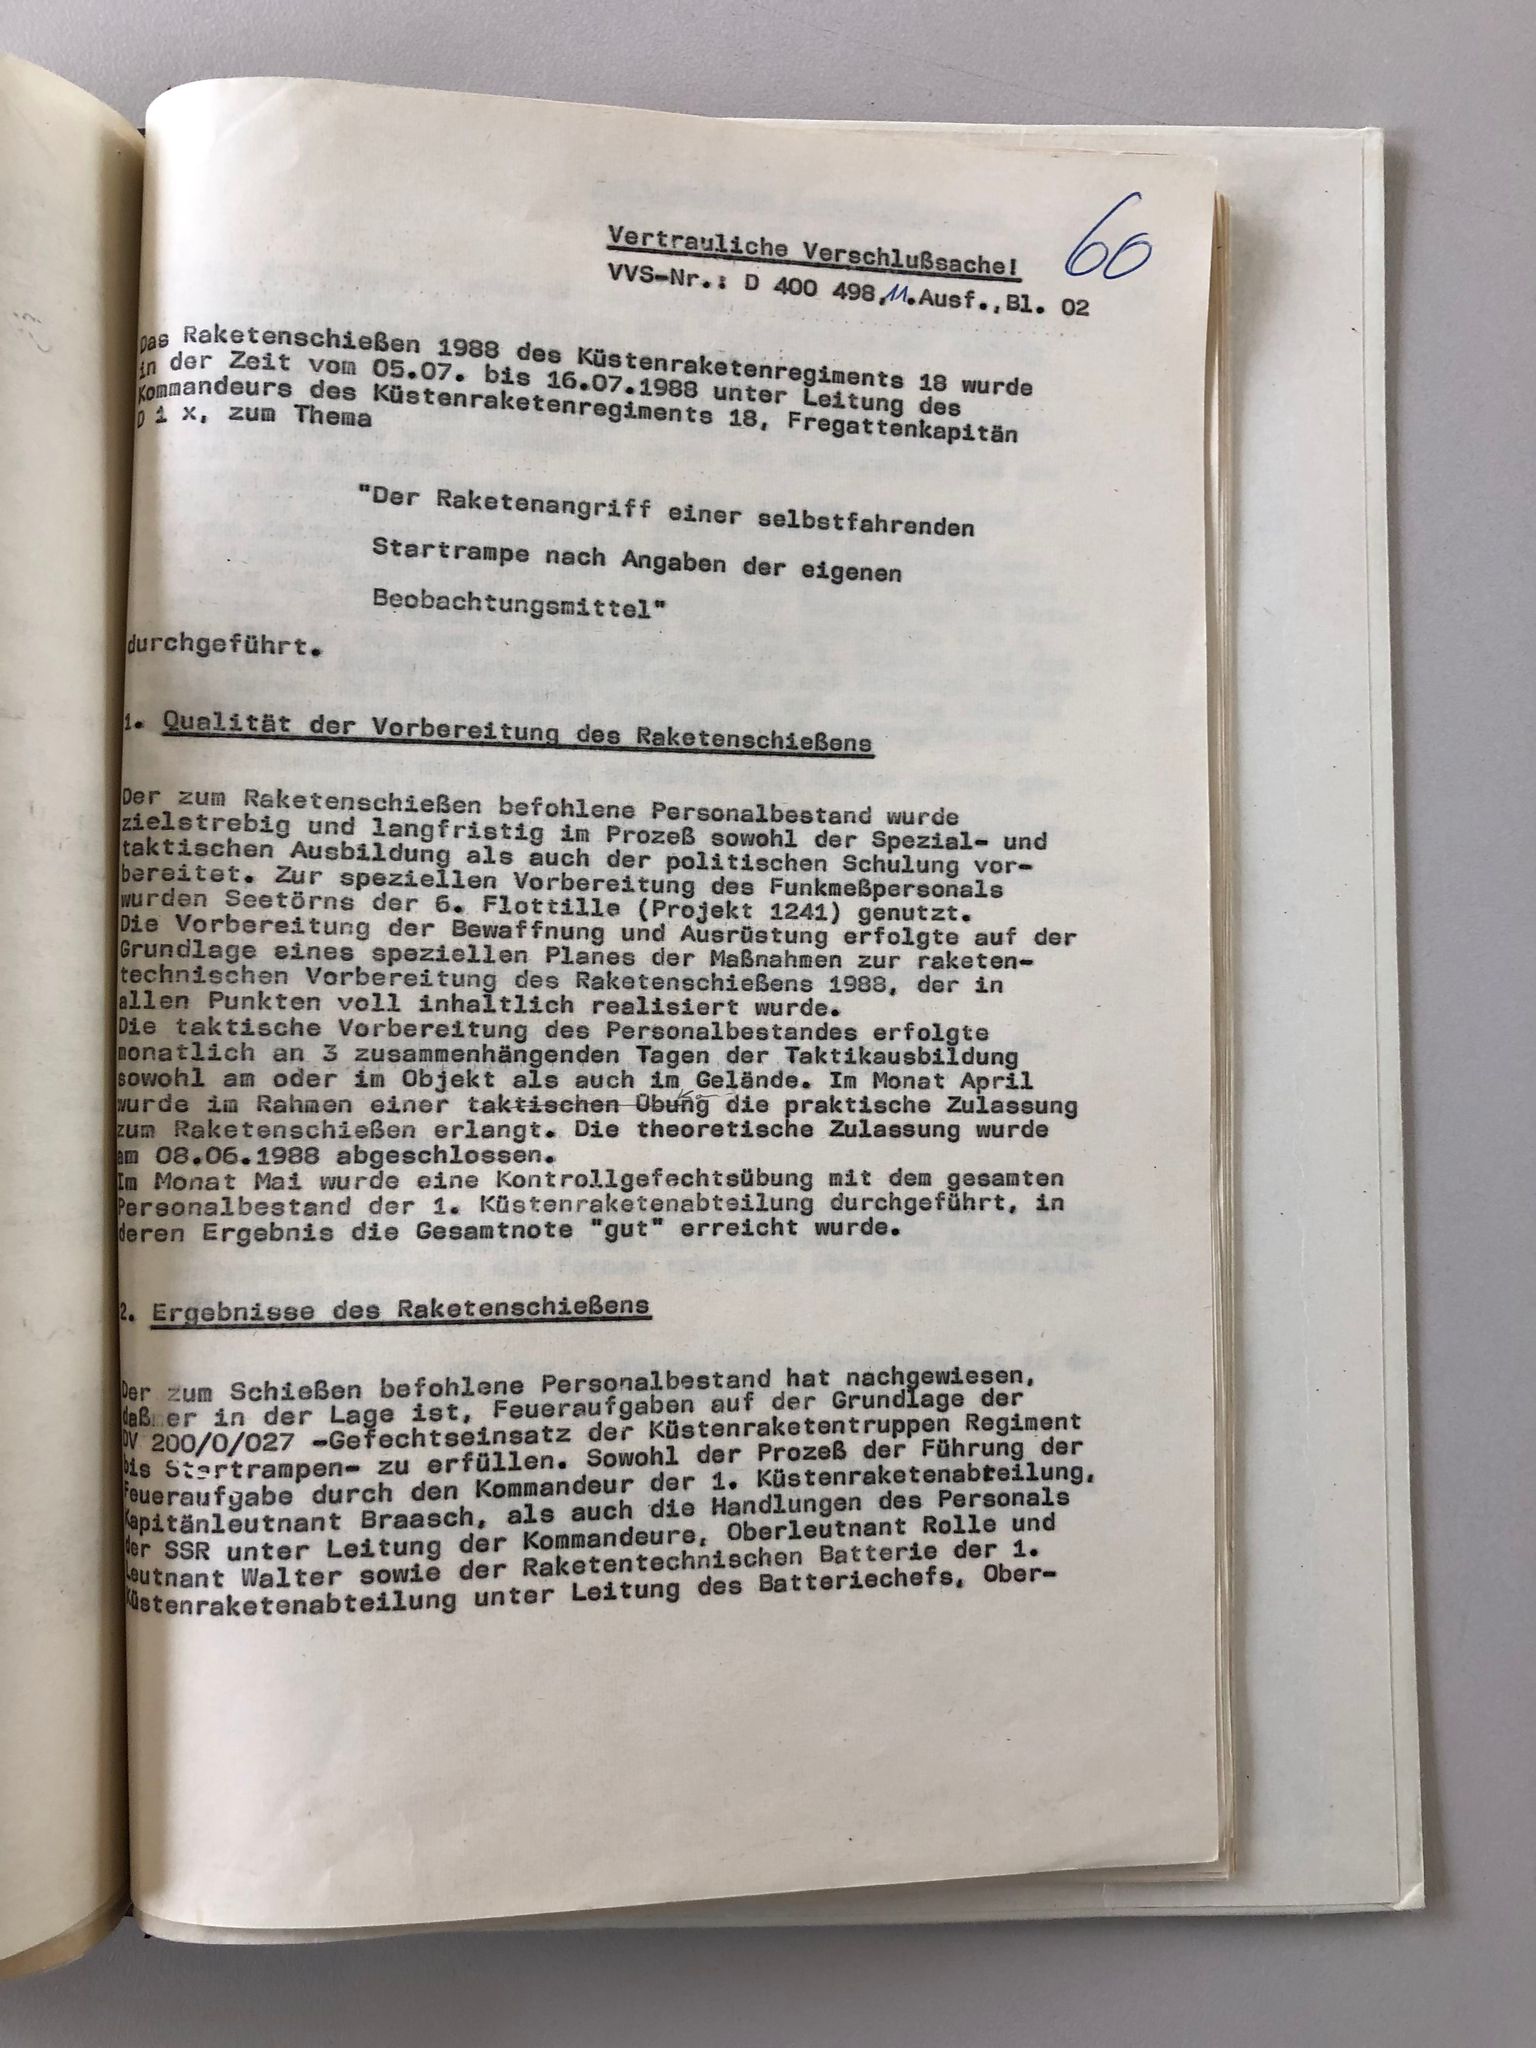 60
Vertrauliche Verschlußsache!
VVS-Nr.: D 400 498, 11. Ausf., Bl. 02
Das Raketenschießen 1988 des Küstenraketenregiments 18 wurde
in der Zeit vom 05.07. bis 16.07.1988 unter Leitung des
Kommandeurs des Küstenraketenregiments 18, Fregattenkapitän
D 1 x, zum Thema
"Der Raketenangriff einer selbstfahrenden
Startrampe nach Angaben der eigenen
Beobachtungsmittel"
durchgeführt.
1. Qualität der Vorbereitung des Raketenschießens
Der zum Raketenschießen befohlene Personalbestand wurde
zielstrebig und langfristig im Prozeß sowohl der Spezial- und
taktischen Ausbildung als auch der politischen Schulung vor-
bereitet. Zur speziellen Vorbereitung des Funkmeßpersonals
wurden Seetörns der 6. Flottille (Projekt 1241) genutzt.
Die Vorbereitung der Bewaffnung und Ausrüstung erfolgte auf der
Grundlage eines speziellen Planes der Maßnahmen zur raketen-
technischen Vorbereitung des Raketenschießens 1988, der in
allen Punkten voll inhaltlich realisiert wurde.
Die taktische Vorbereitung des Personalbestandes erfolgte
monatlich an 3 zusammenhängenden Tagen der Taktikausbildung
sowohl am oder im Objekt als auch im Gelände. Im Monat April
wurde im Rahmen einer taktischen Übung die praktische Zulassung
zum Raketenschießen erlangt. Die theoretische Zulassung wurde
am 08.06.1988 abgeschlossen.
Im Monat Mai wurde eine Kontrollgefechtsübung mit dem gesamten
Personalbestand der 1. Küstenraketenabteilung durchgeführt, in
deren Ergebnis die Gesamtnote "gut" erreicht wurde.
2. Ergebnisse des Raketenschießens
Der zum Schießen befohlene Personalbestand hat nachgewiesen,
daß er in der Lage ist, Feueraufgaben auf der Grundlage der
DV 200/0/027 -Gefechtseinsatz der Küstenraketentruppen Regiment
bis Startrampen- zu erfüllen. Sowohl der Prozeß der Führung der
Feueraufgabe durch den Kommandeur der 1. Küstenraketenabteilung,
Kapitänleutnant Braasch, als auch die Handlungen des Personals
der SSR unter Leitung der Kommandeure, Oberleutnant Rolle und
Leutnant Walter sowie der Raketentechnischen Batterie der 1.
Küstenraketenabteilung unter Leitung des Batteriechefs, Ober-